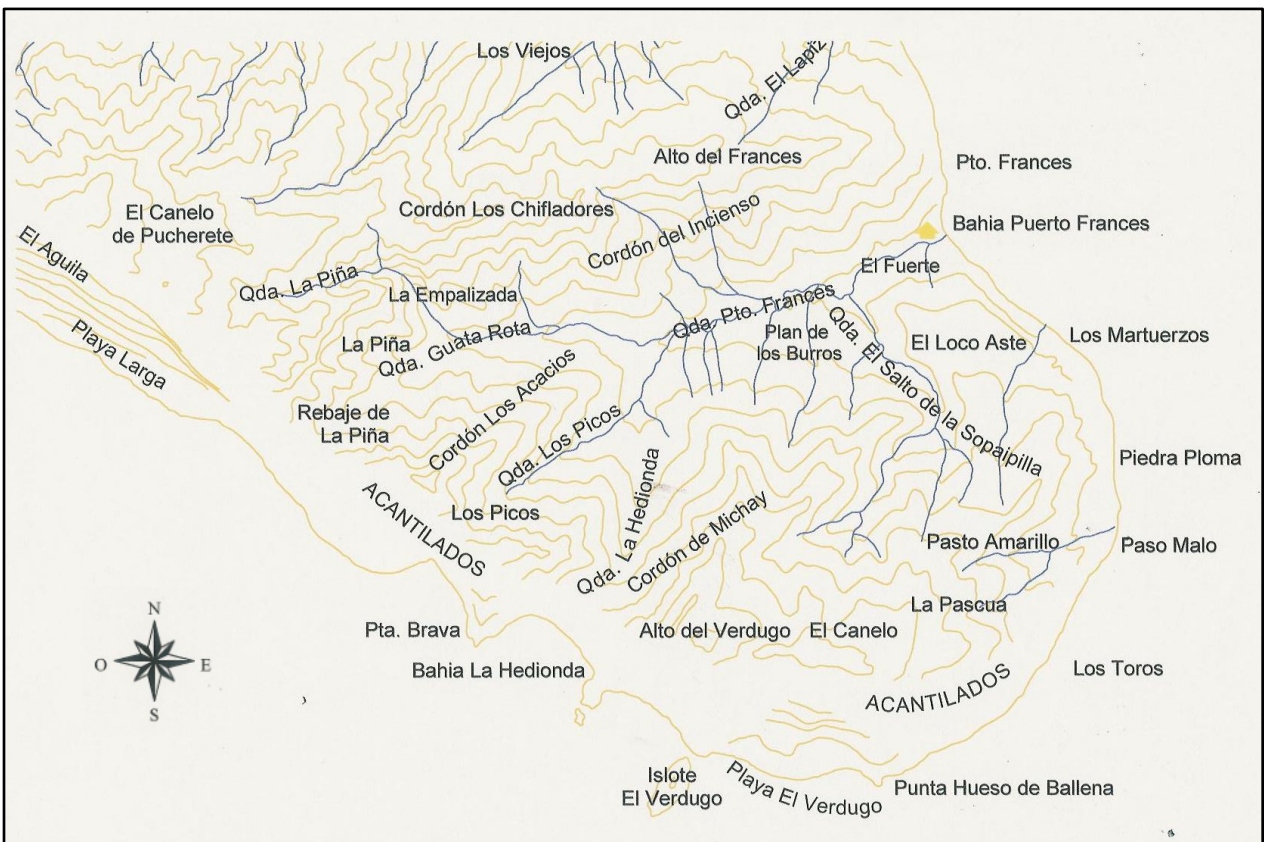 Los Viejos
Qda. El Lapiz
Alto del Frances
Pto. Frances
El Canelo
de Pucherete
Cordón Los Chifladores
Cordón del Incienso
Bahia Puerto Frances
El Aguila
El Fuerte
Qda. La Piña
La Empalizada
Qda. Pto. Frances
Playa Larga
La Piña
Qda. Guata Rota
Plan de
los Burros
Qda. El Salto de la Sopaipilla
El Loco Aste
Los Martuerzos
Rebaje de
La Piña
Cordón Los Acacios
Qda. Los Picos
Piedra Ploma
ACANTILADOS
Los Picos
Qda. La Hedionda
Cordón de Michay
Pasto Amarillo
Paso Malo
La Pascua
N
O
E
S
Pta. Brava
Alto del Verdugo
El Canelo
Bahia La Hedionda
Los Toros
ACANTILADOS
Islote
El Verdugo
Playa El Verdugo
Punta Hueso de Ballena